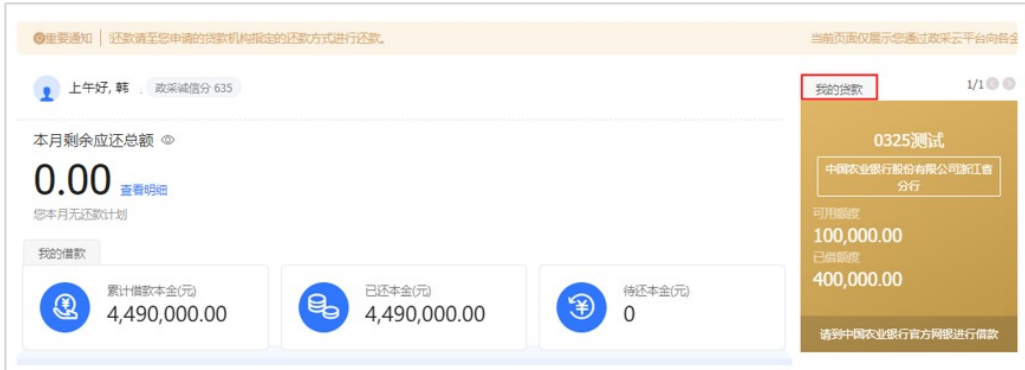 重要通知 | 还款请至您申请的贷款机构指定的还款方式进行还款。
当前页面仅展示您通过政采云平台向各金
上午好, 韩
政采诚信分 635
本月剩余应还总额
0.00 查看明细
您本月无还款计划
我的借款
累计借款本金(元)
4,490,000.00
已还本金(元)
4,490,000.00
待还本金(元)
0
我的贷款
1/1
0325测试
中国农业银行股份有限公司浙江省
分行
可用额度
100,000.00
已借额度
400,000.00
请到中国农业银行官方网银进行借款